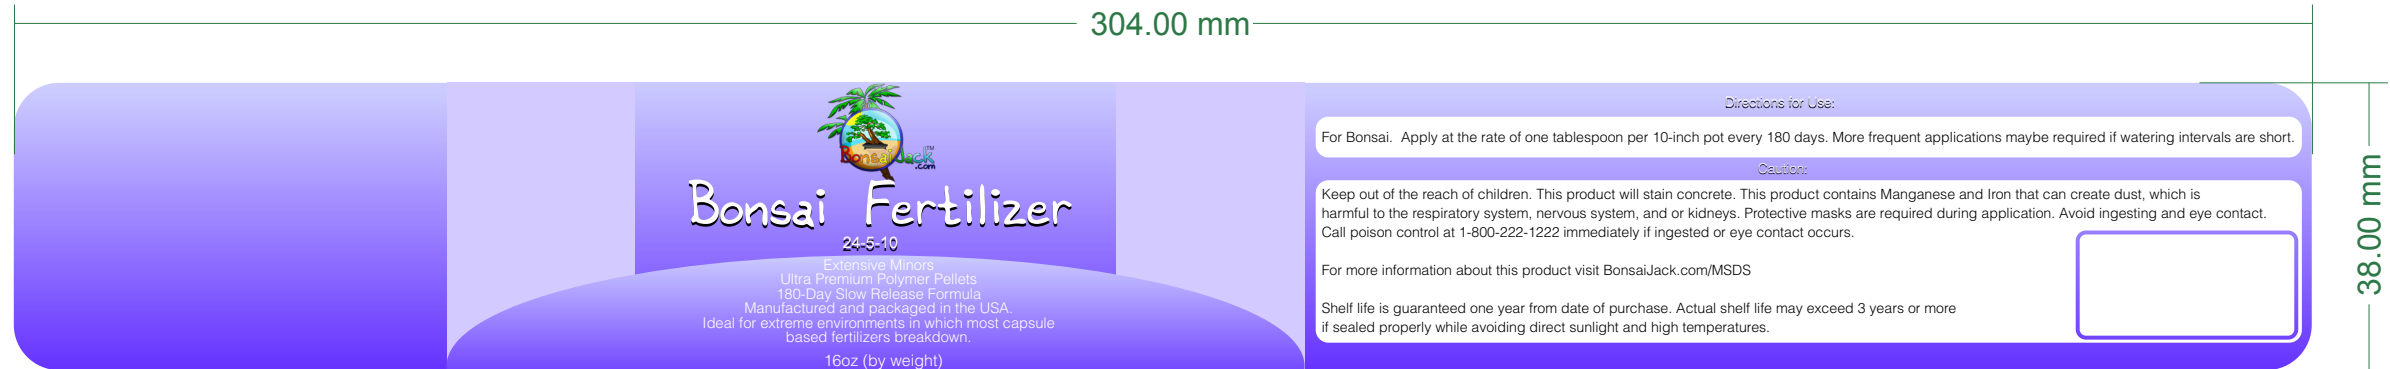 304.00 mm
BonsaiJack™
.com
Bonsai Fertilizer
24-5-10
Extensive Minors
Ultra Premium Polymer Pellets
180-Day Slow Release Formula
Manufactured and packaged in the USA.
Ideal for extreme environments in which most capsule
based fertilizers breakdown.
16oz (by weight)
Directions for Use:
For Bonsai.  Apply at the rate of one tablespoon per 10-inch pot every 180 days. More frequent applications maybe required if watering intervals are short.
Caution:
Keep out of the reach of children. This product will stain concrete. This product contains Manganese and Iron that can create dust, which is
harmful to the respiratory system, nervous system, and or kidneys. Protective masks are required during application. Avoid ingesting and eye contact.
Call poison control at 1-800-222-1222 immediately if ingested or eye contact occurs.
For more information about this product visit BonsaiJack.com/MSDS
Shelf life is guaranteed one year from date of purchase. Actual shelf life may exceed 3 years or more
if sealed properly while avoiding direct sunlight and high temperatures.
38.00 mm